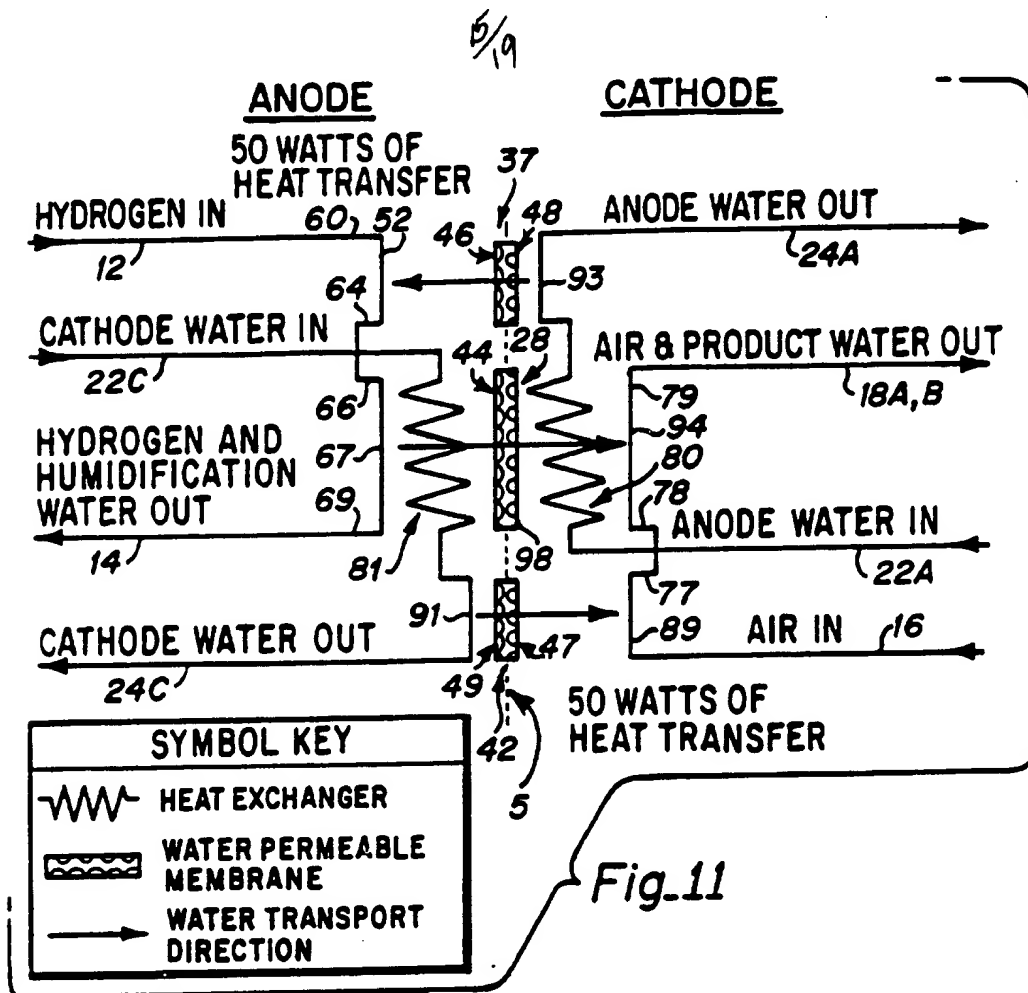 5/19
ANODE
CATHODE
50 WATTS OF
HEAT TRANSFER
37
HYDROGEN IN
60
52
46
48
ANODE WATER OUT
12
24A
64
93
CATHODE WATER IN
44
28
AIR & PRODUCT WATER OUT
22C
79
18A, B
66
94
HYDROGEN AND
HUMIDIFICATION
WATER OUT
67
80
69
78
ANODE WATER IN
14
81
98
22A
77
91
89
AIR IN
16
CATHODE WATER OUT
24C
49
47
42
50 WATTS OF
HEAT TRANSFER
5
SYMBOL KEY
HEAT EXCHANGER
WATER PERMEABLE
MEMBRANE
WATER TRANSPORT
DIRECTION
Fig_11